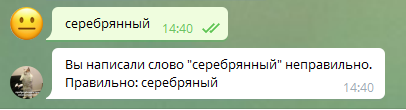 серебрянный
14:40
Вы написали слово "серебрянный" неправильно.
Правильно: серебряный
14:40